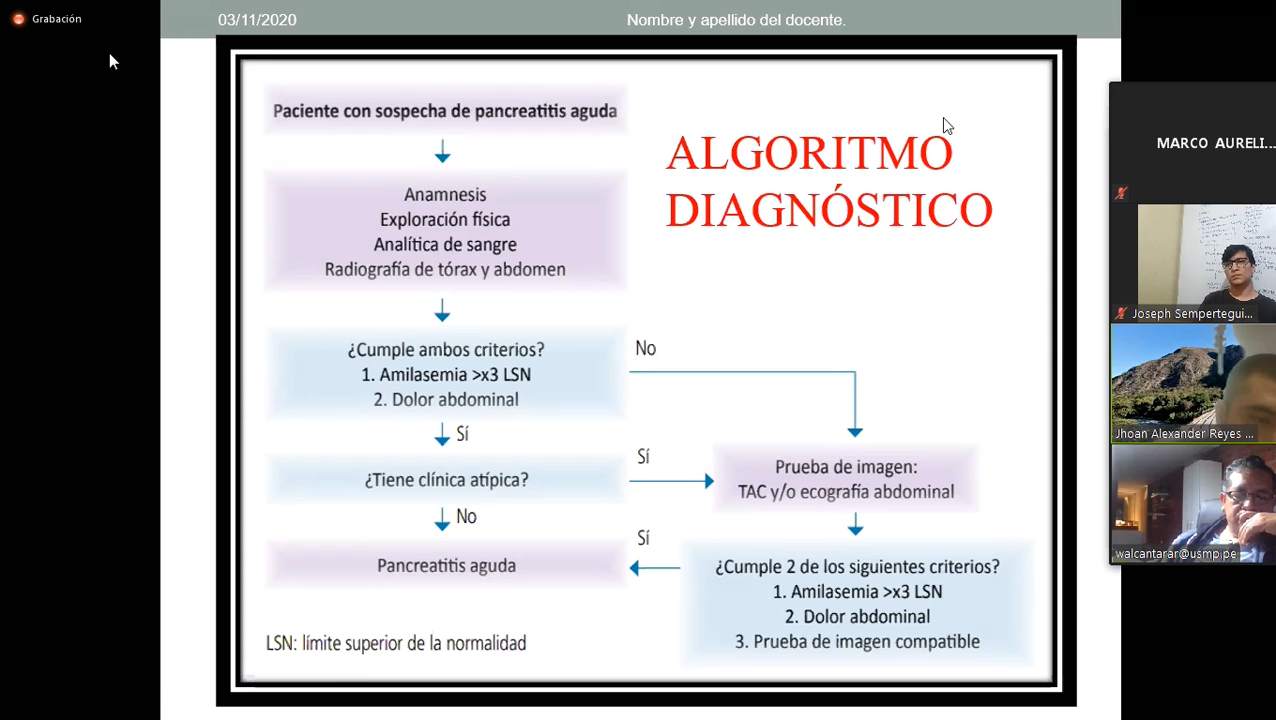 Grabación
03/11/2020
Nombre y apellido del docente.
Paciente con sospecha de pancreatitis aguda
ALGORITMO
DIAGNÓSTICO
Anamnesis
Exploración física
Analítica de sangre
Radiografía de tórax y abdomen
¿Cumple ambos criterios?
1. Amilasemia >x3 LSN
2. Dolor abdominal
No
Sí
¿Tiene clínica atípica?
Sí
Prueba de imagen:
TAC y/o ecografía abdominal
No
Pancreatitis aguda
Sí
¿Cumple 2 de los siguientes criterios?
1. Amilasemia >x3 LSN
2. Dolor abdominal
3. Prueba de imagen compatible
LSN: límite superior de la normalidad
MARCO AURELI...
Joseph Sempertegui...
Jhoan Alexander Reyes ...
walcantarar@usmp.pe